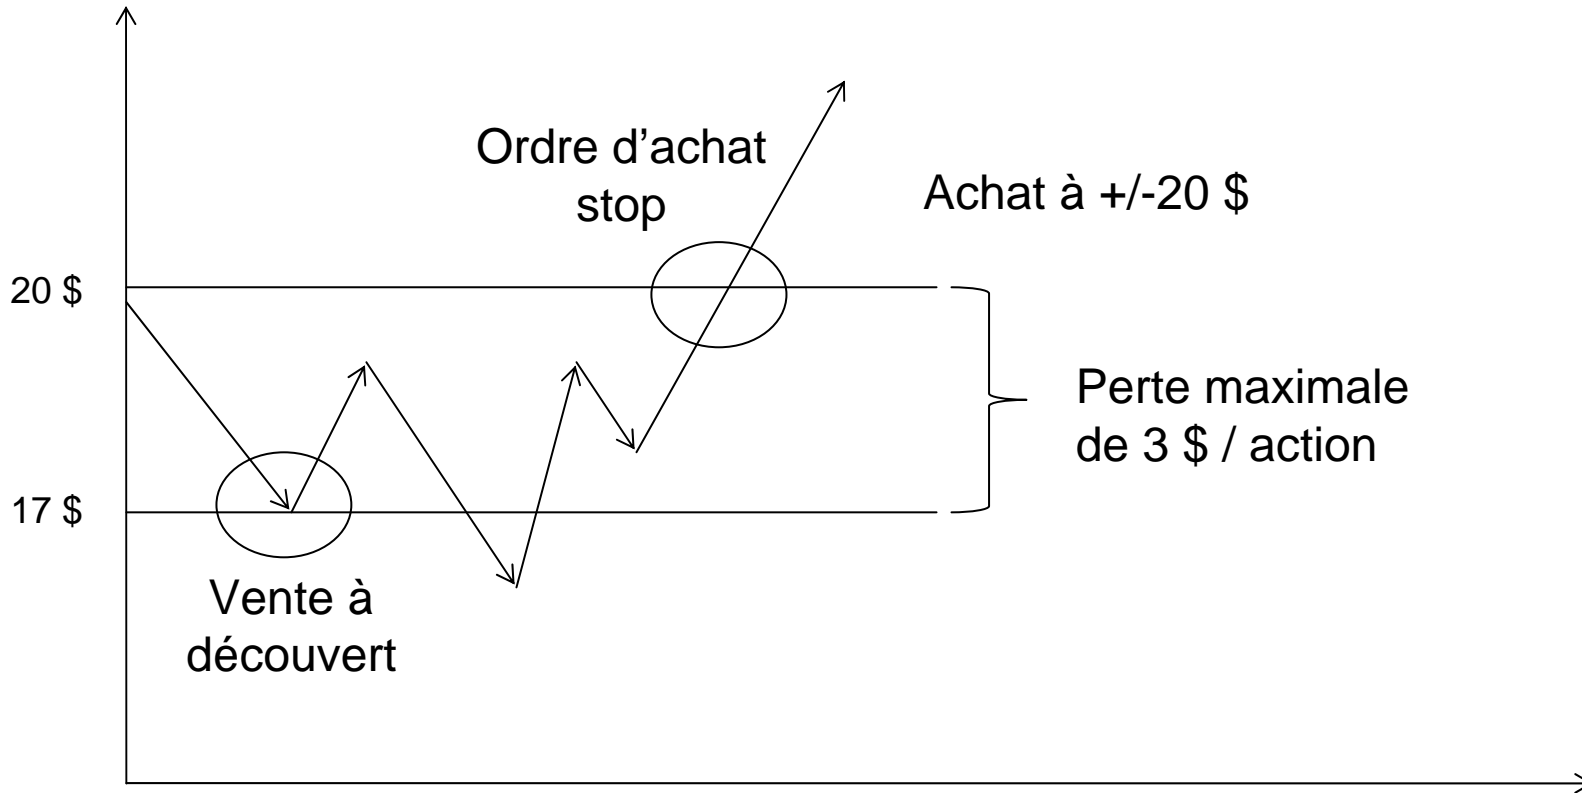 Ordre d’achat
stop
Achat à +/-20 $
20 $
Perte maximale
de 3 $ / action
17 $
Vente à
découvert